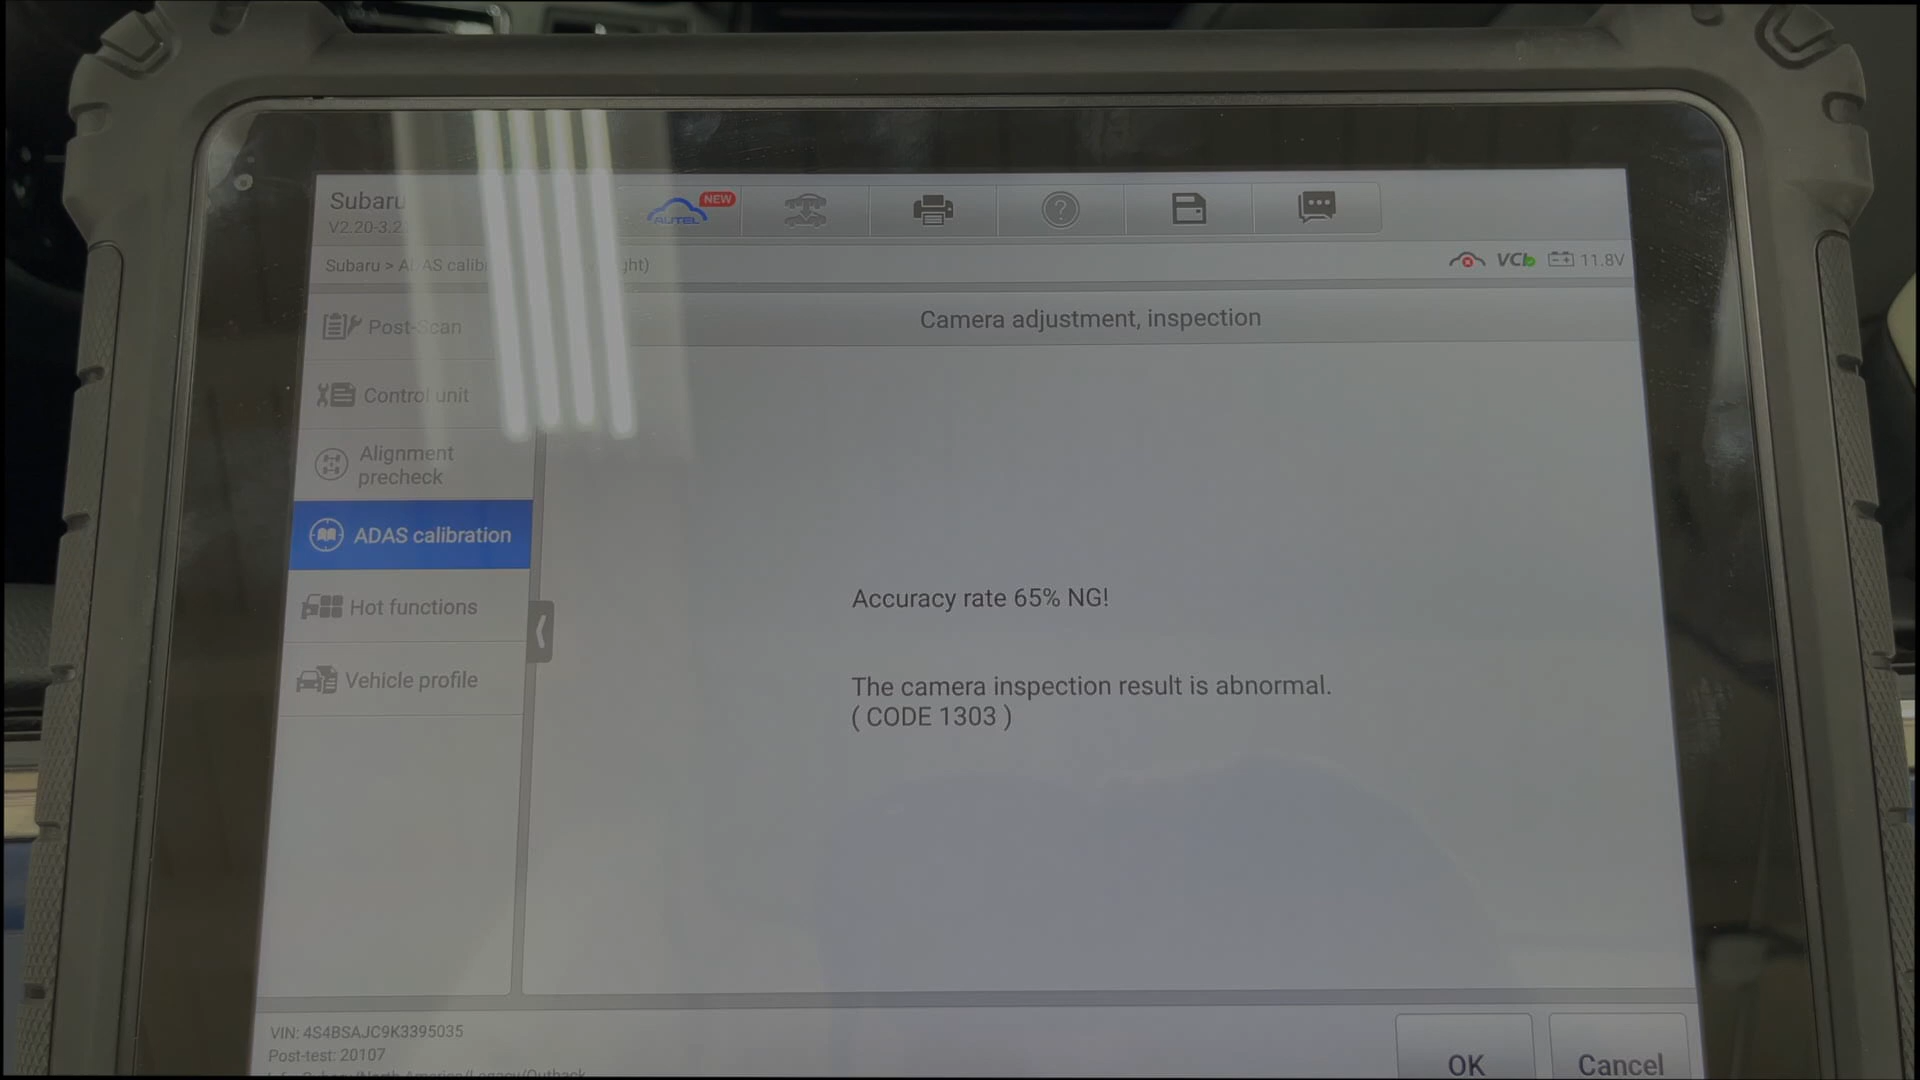 Subaru
V2.20-3.2
AUTEL
NEW
Subaru > ADAS calib ght)
VCI
11.8V
Post-Scan
Control unit
Alignment
precheck
ADAS calibration
Hot functions
Vehicle profile
Camera adjustment, inspection
Accuracy rate 65% NG!
The camera inspection result is abnormal.
( CODE 1303 )
VIN: 4S4BSAJC9K3395035
Post-test: 20107
OK
Cancel